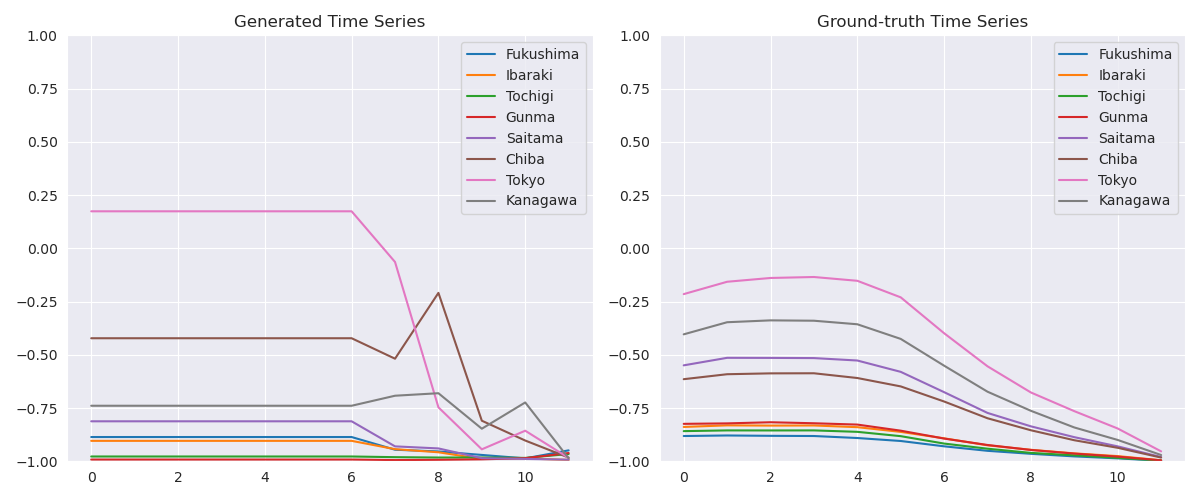 Generated Time Series
1.00
0.75
0.50
0.25
0.00
−0.25
−0.50
−0.75
−1.00
0 2 4 6 8 10
Fukushima
Ibaraki
Tochigi
Gunma
Saitama
Chiba
Tokyo
Kanagawa
Ground-truth Time Series
1.00
0.75
0.50
0.25
0.00
−0.25
−0.50
−0.75
−1.00
0 2 4 6 8 10
Fukushima
Ibaraki
Tochigi
Gunma
Saitama
Chiba
Tokyo
Kanagawa